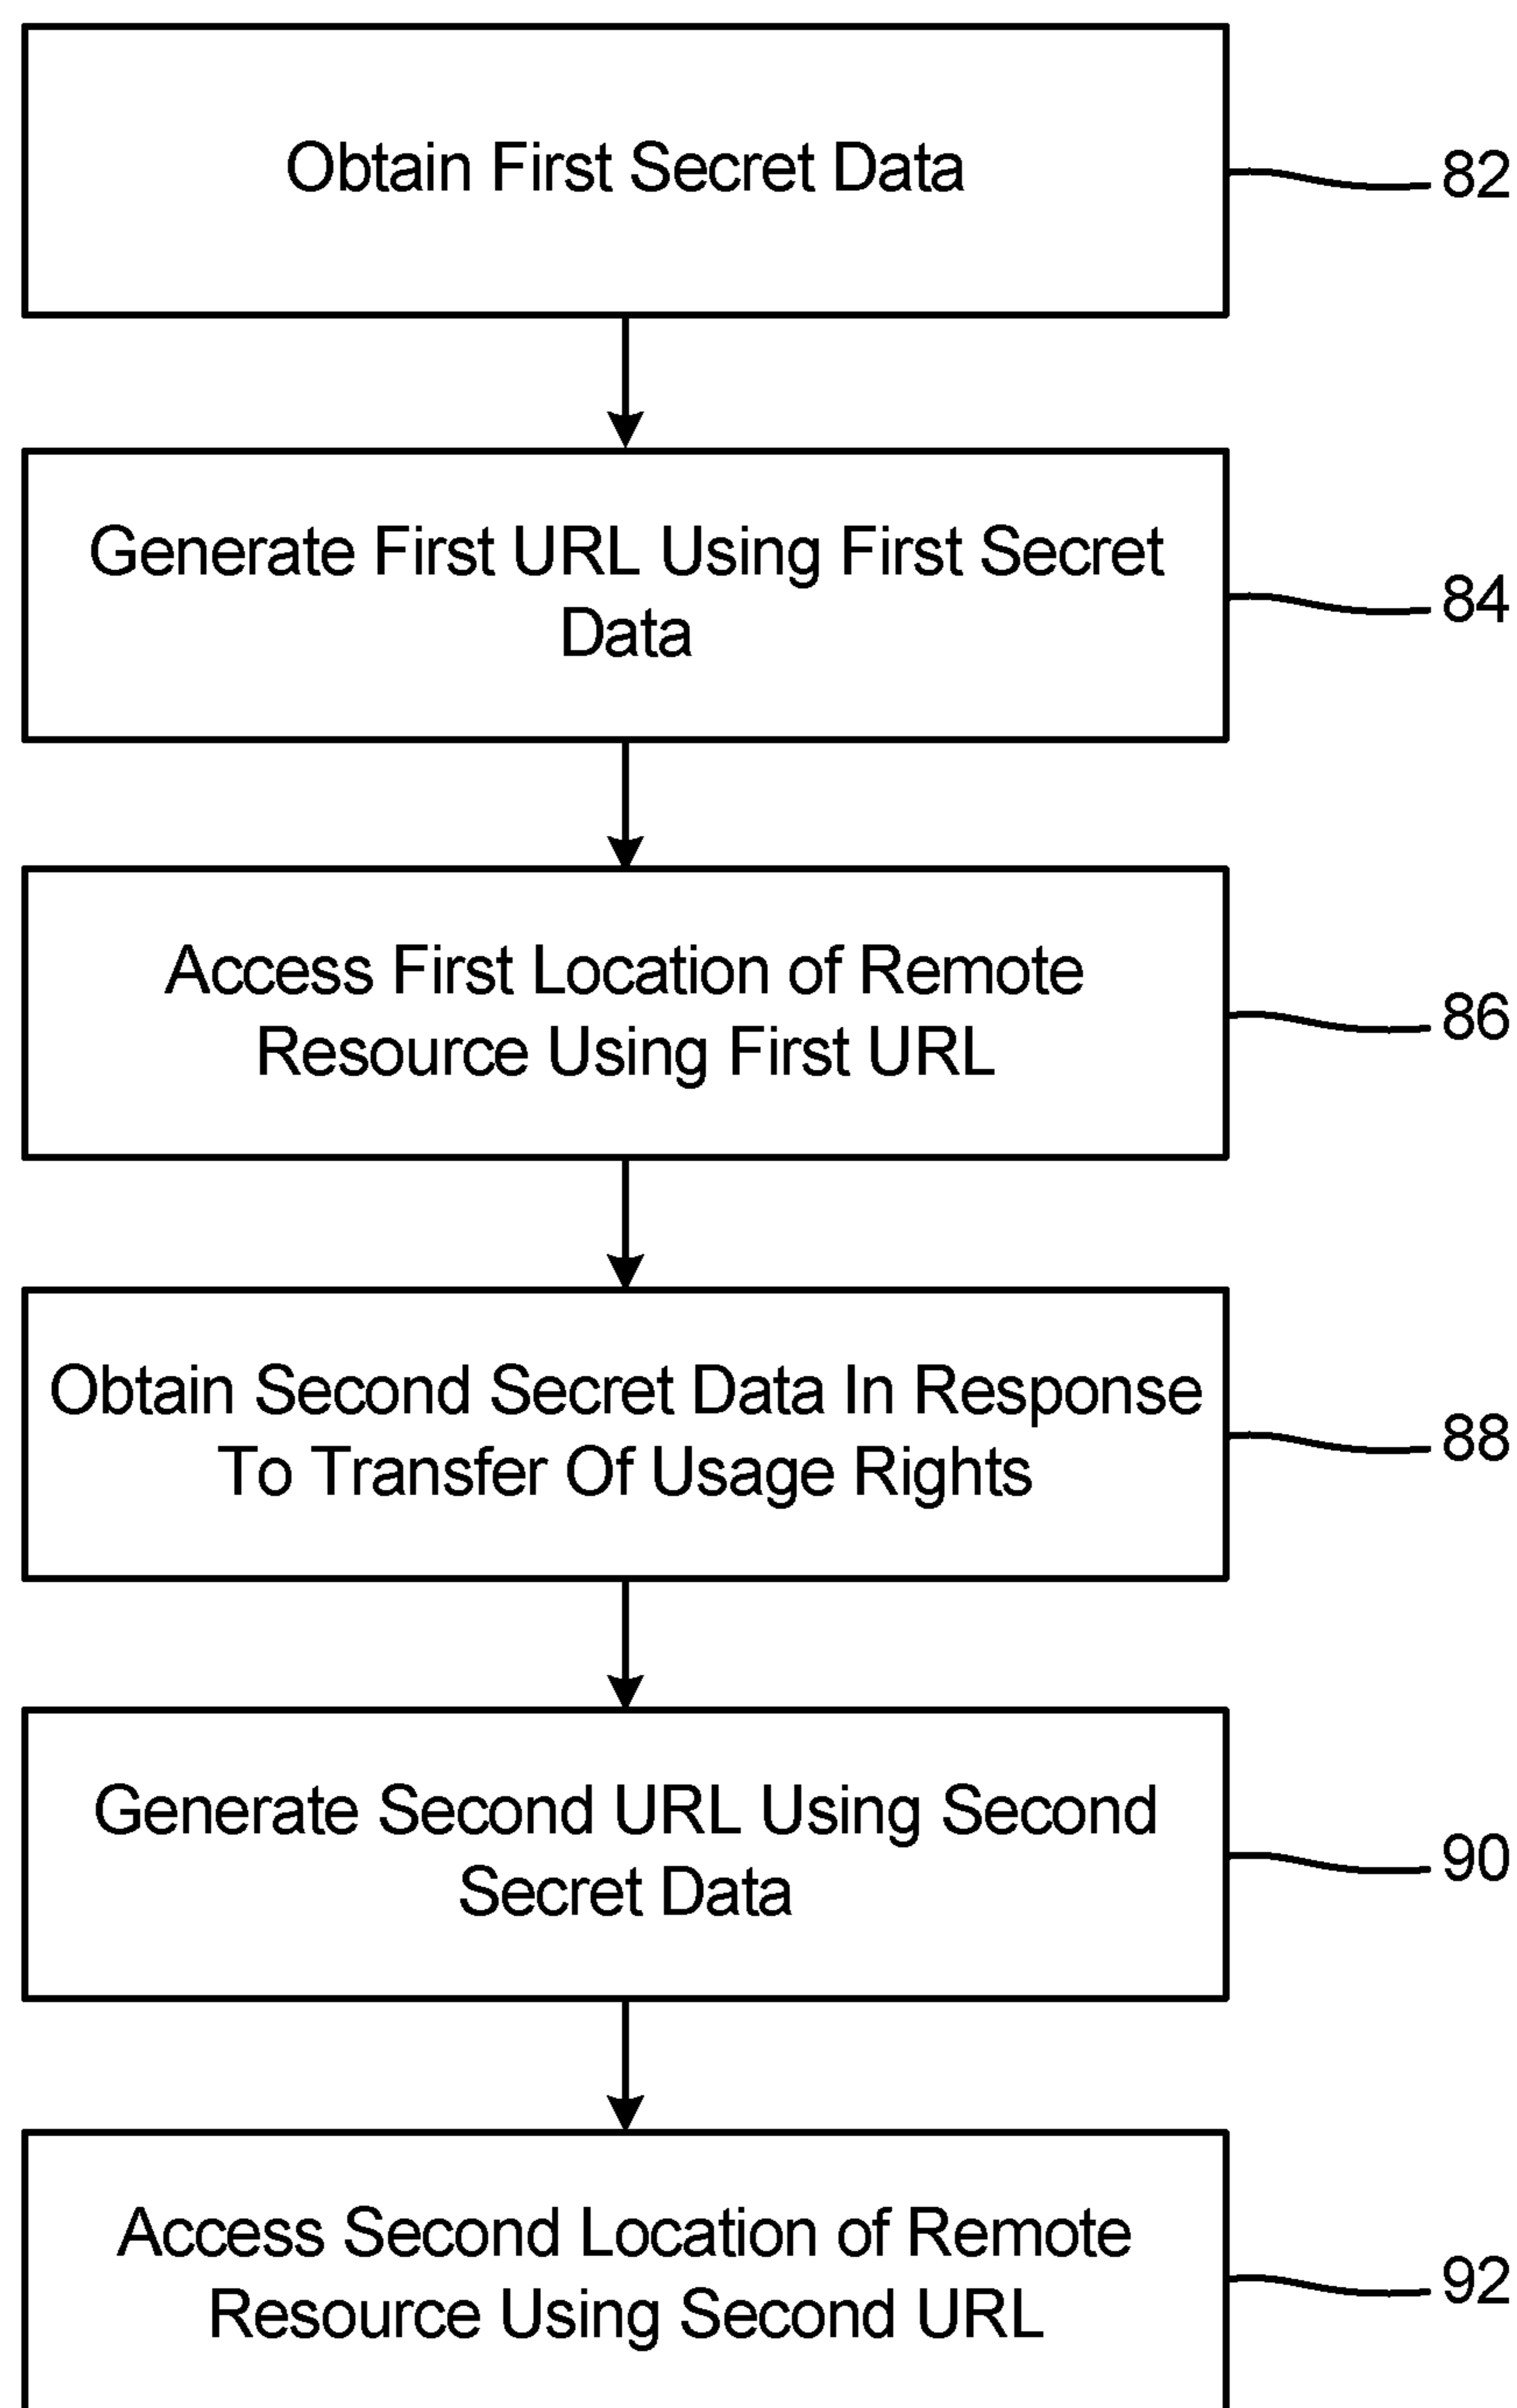 Obtain First Secret Data
82
Generate First URL Using First Secret
Data
84
Access First Location of Remote
Resource Using First URL
86
Obtain Second Secret Data In Response
To Transfer Of Usage Rights
88
Generate Second URL Using Second
Secret Data
90
Access Second Location of Remote
Resource Using Second URL
92